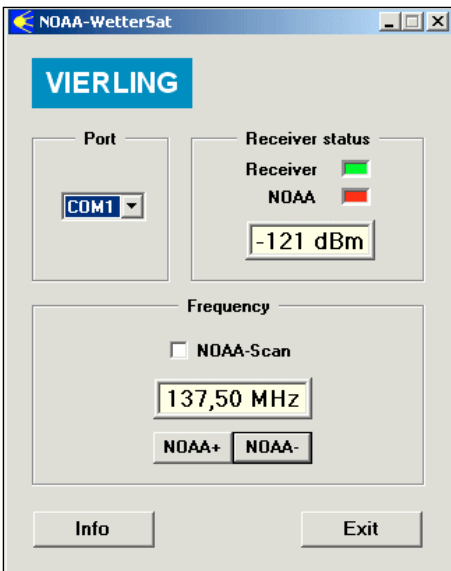 NOAA-WetterSat
VIERLING
Port
COM1
Receiver status
Receiver
NOAA
-121 dBm
Frequency
NOAA-Scan
137,50 MHz
NOAA+ NOAA-
Info Exit